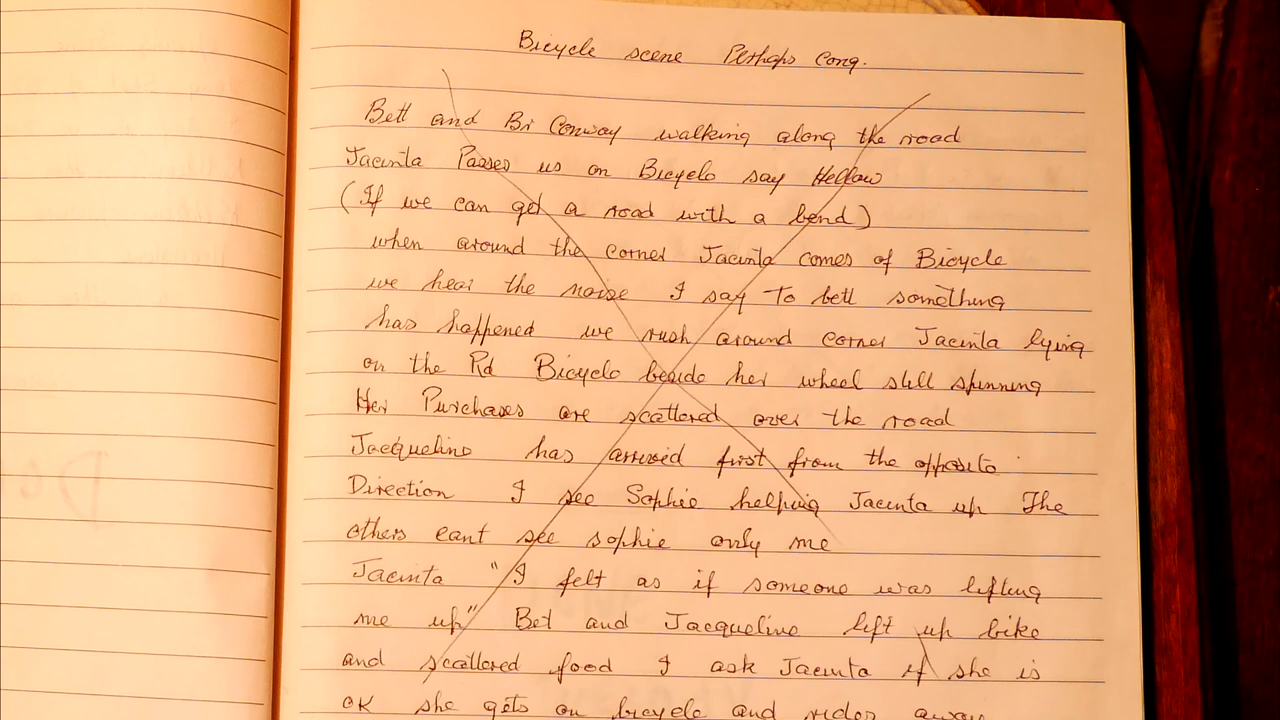 Bicycle scene Perhaps Cong.
Bett and Bri Conway walking along the road
Jacinta Passes us on Bicycle say Hellow
(If we can get a road with a bend)
when around the corner Jacinta comes of Bicycle
we hear the noise I say To bett something
has happened we rush around corner Jacinta lying
on the Rd Bicycle beside her wheel still spinning
Her Purchases are scattered over the road
Jacqueline has arrived first from the opposite
Direction I see Sophie helping Jacinta up The
others cant see sophie only me
Jacinta "I felt as if someone was lifting
me up" Bet and Jacqueline lift up bike
and scattered food I ask Jacinta if she is
OK she gets on bicycle and rides away